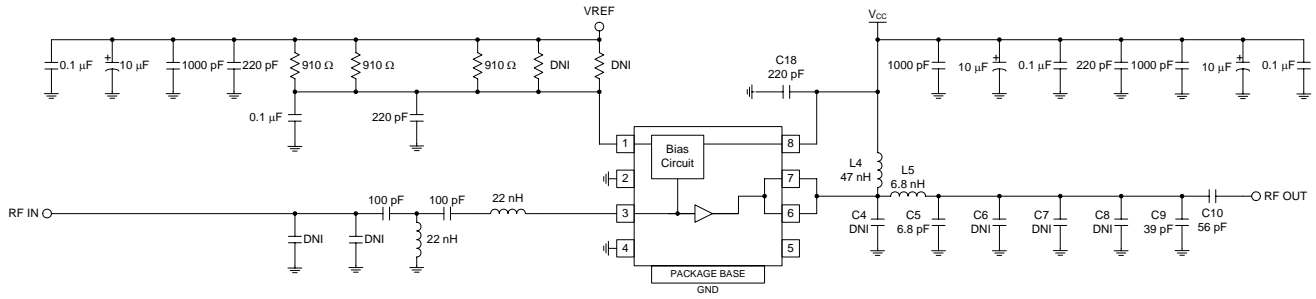 VREF
0.1 µF
10 µF
1000 pF
220 pF
910 Ω
910 Ω
910 Ω
DNI
DNI
0.1 µF
220 pF
VCC
C18
220 pF
1000 pF
10 µF
0.1 µF
220 pF
1000 pF
10 µF
0.1 µF
+
+
+
1
2
3
4
Bias
Circuit
8
7
6
5
PACKAGE BASE
GND
RF IN
DNI
DNI
100 pF
22 nH
100 pF
22 nH
L4
47 nH
L5
6.8 nH
C4
DNI
C5
6.8 pF
C6
DNI
C7
DNI
C8
DNI
C9
39 pF
C10
56 pF
RF OUT